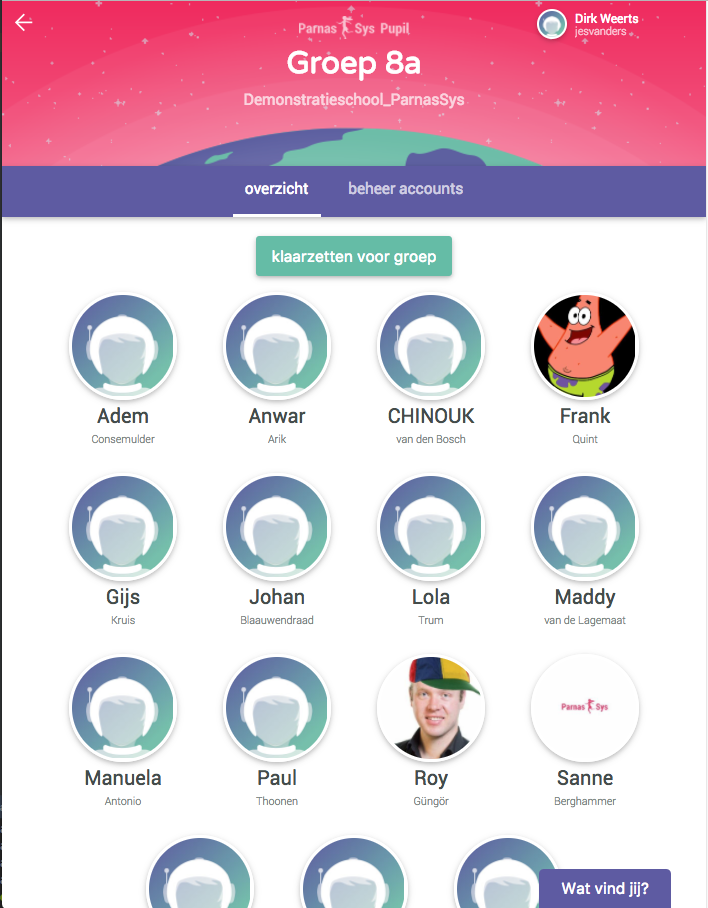 Parnas Sys Pupil
Dirk Weerts
jesvanders
Groep 8a
Demonstratieschool_ParnasSys
overzicht
beheer accounts
klaarzetten voor groep
Adem
Consemulder
Anwar
Arik
CHINOUK
van den Bosch
Frank
Quint
Gijs
Kruis
Johan
Blaauwendraad
Lola
Trum
Maddy
van de Lagemaat
Manuela
Antonio
Paul
Thoonen
Roy
Güngör
Parnas Sys
Sanne
Berghammer
Wat vind jij?